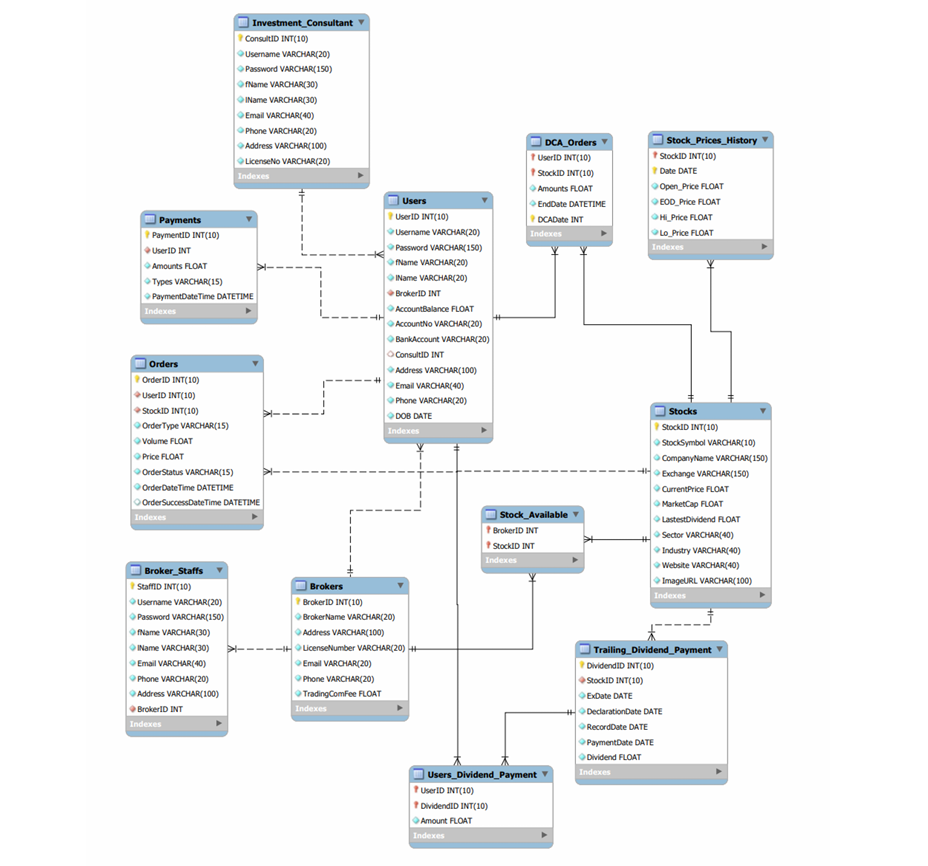 Investment_Consultant
ConsultID INT(10)
Username VARCHAR(20)
Password VARCHAR(150)
fName VARCHAR(30)
lName VARCHAR(30)
Email VARCHAR(40)
Phone VARCHAR(20)
Address VARCHAR(100)
LicenseNo VARCHAR(20)
Indexes
Payments
PaymentID INT(10)
UserID INT
Amounts FLOAT
Types VARCHAR(15)
PaymentDateTime DATETIME
Indexes
Users
UserID INT(10)
Username VARCHAR(20)
Password VARCHAR(150)
fName VARCHAR(20)
lName VARCHAR(20)
BrokerID INT
AccountBalance FLOAT
AccountNo VARCHAR(20)
BankAccount VARCHAR(20)
ConsultID INT
Address VARCHAR(100)
Email VARCHAR(40)
Phone VARCHAR(20)
DOB DATE
Indexes
DCA_Orders
UserID INT(10)
StockID INT(10)
Amounts FLOAT
EndDate DATETIME
DCADate INT
Indexes
Stock_Prices_History
StockID INT(10)
Date DATE
Open_Price FLOAT
EOD_Price FLOAT
Hi_Price FLOAT
Lo_Price FLOAT
Indexes
Orders
OrderID INT(10)
UserID INT(10)
StockID INT(10)
OrderType VARCHAR(15)
Volume FLOAT
Price FLOAT
OrderStatus VARCHAR(15)
OrderDateTime DATETIME
OrderSuccessDateTime DATETIME
Indexes
Stocks
StockID INT(10)
StockSymbol VARCHAR(10)
CompanyName VARCHAR(150)
Exchange VARCHAR(150)
CurrentPrice FLOAT
MarketCap FLOAT
LastestDividend FLOAT
Sector VARCHAR(40)
Industry VARCHAR(40)
Website VARCHAR(40)
ImageURL VARCHAR(100)
Indexes
Stock_Available
BrokerID INT
StockID INT
Indexes
Broker_Staffs
StaffID INT(10)
Username VARCHAR(20)
Password VARCHAR(150)
fName VARCHAR(30)
lName VARCHAR(30)
Email VARCHAR(40)
Phone VARCHAR(20)
Address VARCHAR(100)
BrokerID INT
Indexes
Brokers
BrokerID INT(10)
BrokerName VARCHAR(20)
Address VARCHAR(100)
LicenseNumber VARCHAR(20)
Email VARCHAR(20)
Phone VARCHAR(20)
TradingComFee FLOAT
Indexes
Trailing_Dividend_Payment
DividendID INT(10)
StockID INT(10)
ExDate DATE
DeclarationDate DATE
RecordDate DATE
PaymentDate DATE
Dividend FLOAT
Indexes
Users_Dividend_Payment
UserID INT(10)
DividendID INT(10)
Amount FLOAT
Indexes